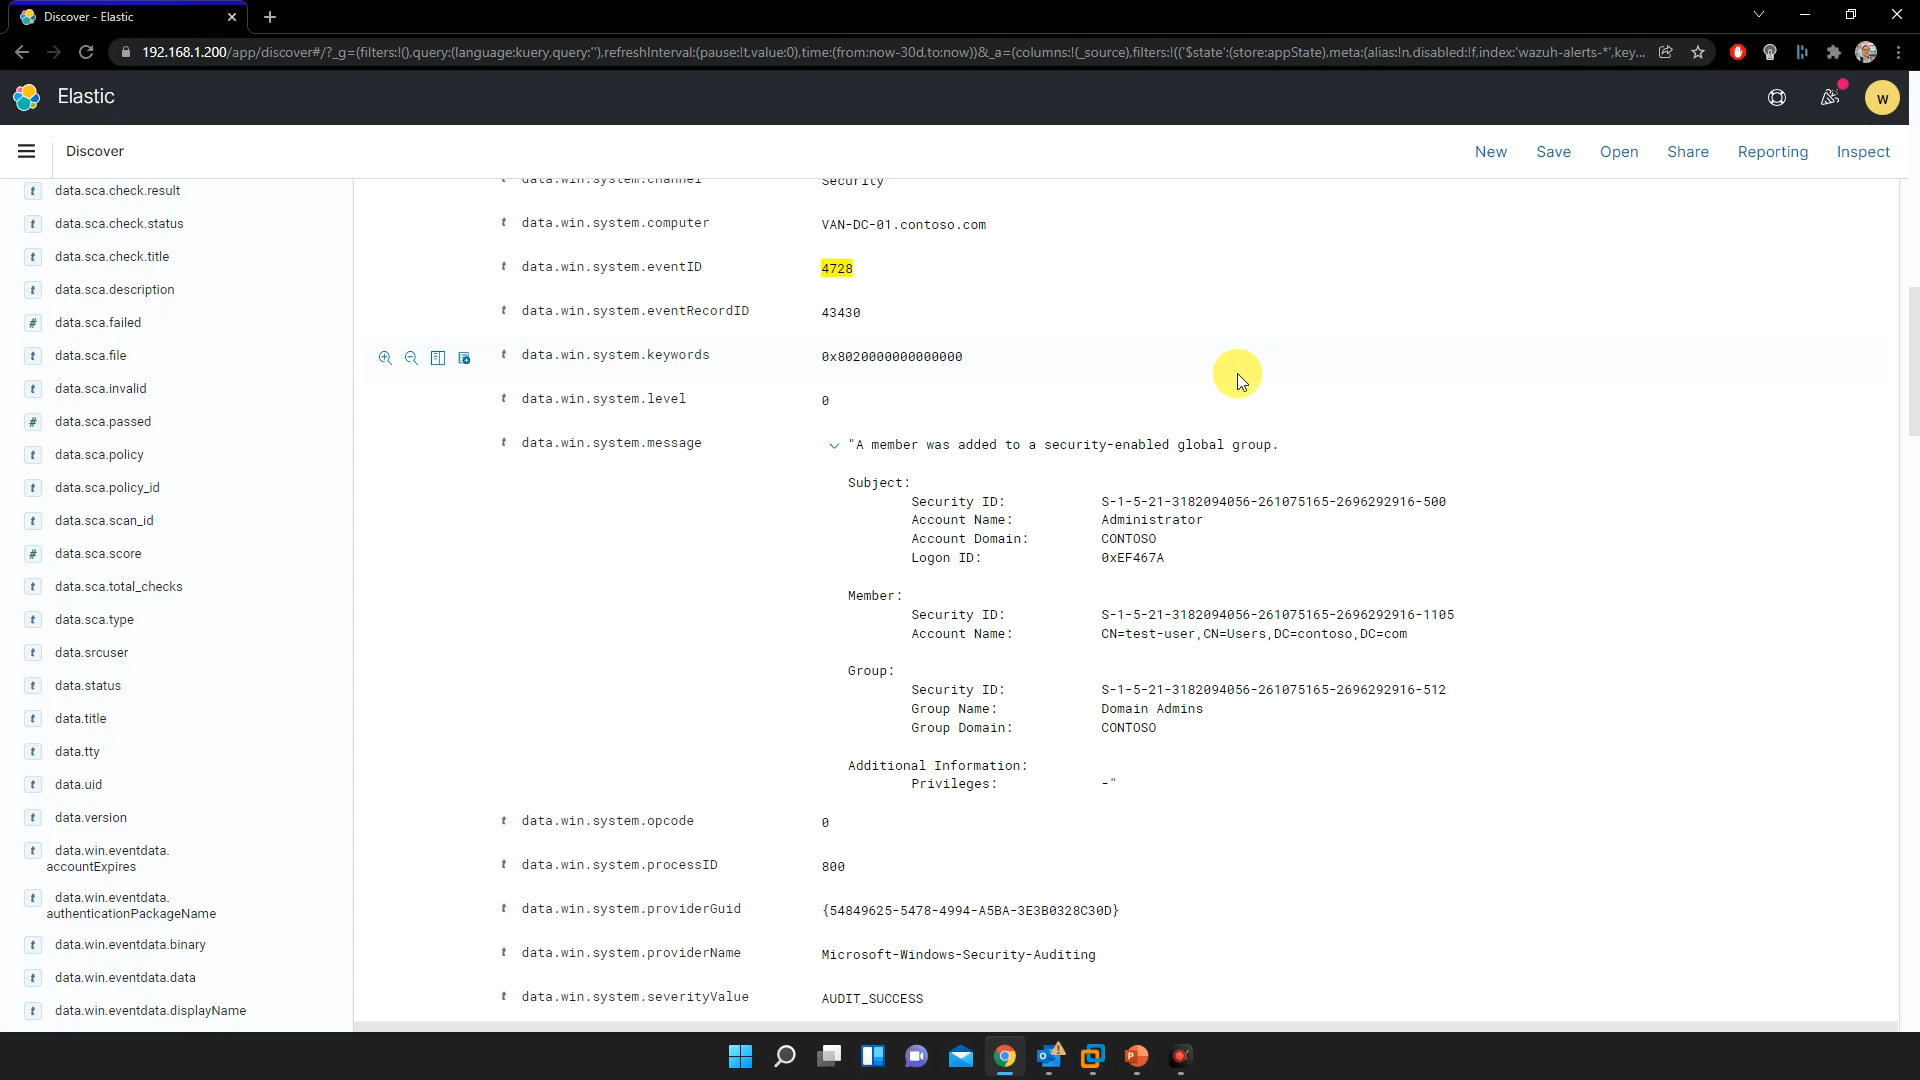 Discover - Elastic
192.168.1.200/app/discover#/?_g=(filters:!(),query:(language:kuery,query:''),refreshInterval:(pause:!t,value:0),time:(from:now-30d,to:now))&_a=(columns:!(_source),filters:!(('$state':(store:appState),meta:(alias:!n,disabled:!f,index:'wazuh-alerts-*',key...
Elastic
w
Discover
New Save Open Share Reporting Inspect
t data.sca.check.result
t data.sca.check.status
t data.sca.check.title
t data.sca.description
# data.sca.failed
t data.sca.file
t data.sca.invalid
# data.sca.passed
t data.sca.policy
t data.sca.policy_id
t data.sca.scan_id
# data.sca.score
t data.sca.total_checks
t data.sca.type
t data.srcuser
t data.status
t data.title
t data.tty
t data.uid
t data.version
t data.win.eventdata.
accountExpires
t data.win.eventdata.
authenticationPackageName
t data.win.eventdata.binary
t data.win.eventdata.data
t data.win.eventdata.displayName
t data.win.system.channel Security
t data.win.system.computer VAN-DC-01.contoso.com
t data.win.system.eventID 4728
t data.win.system.eventRecordID 43430
t data.win.system.keywords 0x8020000000000000
t data.win.system.level 0
t data.win.system.message "A member was added to a security-enabled global group.
Subject:
Security ID: S-1-5-21-3182094056-261075165-2696292916-500
Account Name: Administrator
Account Domain: CONTOSO
Logon ID: 0xEF467A
Member:
Security ID: S-1-5-21-3182094056-261075165-2696292916-1105
Account Name: CN=test-user,CN=Users,DC=contoso,DC=com
Group:
Security ID: S-1-5-21-3182094056-261075165-2696292916-512
Group Name: Domain Admins
Group Domain: CONTOSO
Additional Information:
Privileges: -"
t data.win.system.opcode 0
t data.win.system.processID 800
t data.win.system.providerGuid {54849625-5478-4994-A5BA-3E3B0328C30D}
t data.win.system.providerName Microsoft-Windows-Security-Auditing
t data.win.system.severityValue AUDIT_SUCCESS